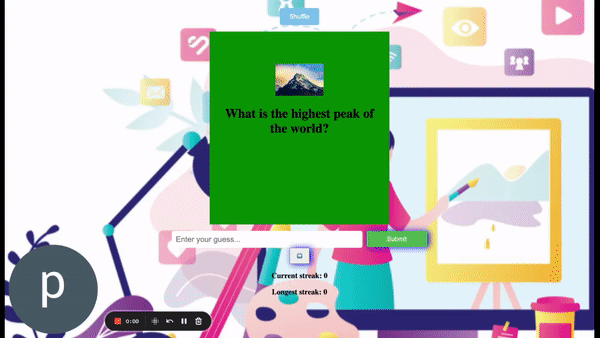 Shuffle
What is the highest peak of
the world?
Enter your guess...
Submit
Current streak: 0
Longest streak: 0
p
0:00